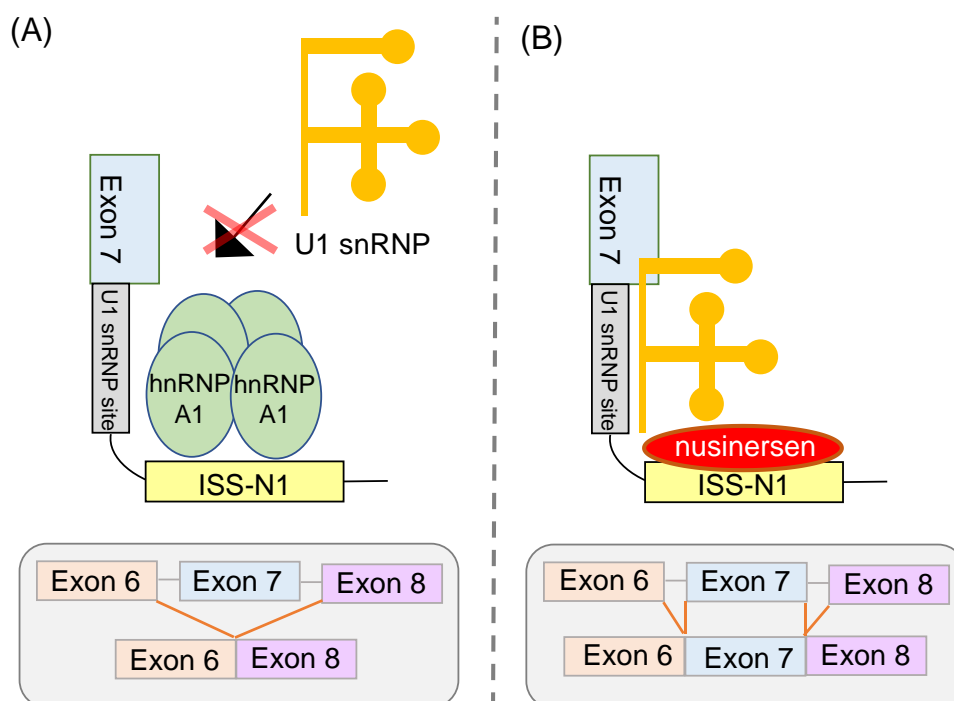 (A)
Exon 7
U1 snRNP site
U1 snRNP
hnRNP
A1
hnRNP
A1
ISS-N1
Exon 6
Exon 7
Exon 8
Exon 6
Exon 8
(B)
Exon 7
U1 snRNP site
nusinersen
ISS-N1
Exon 6
Exon 7
Exon 8
Exon 6
Exon 7
Exon 8